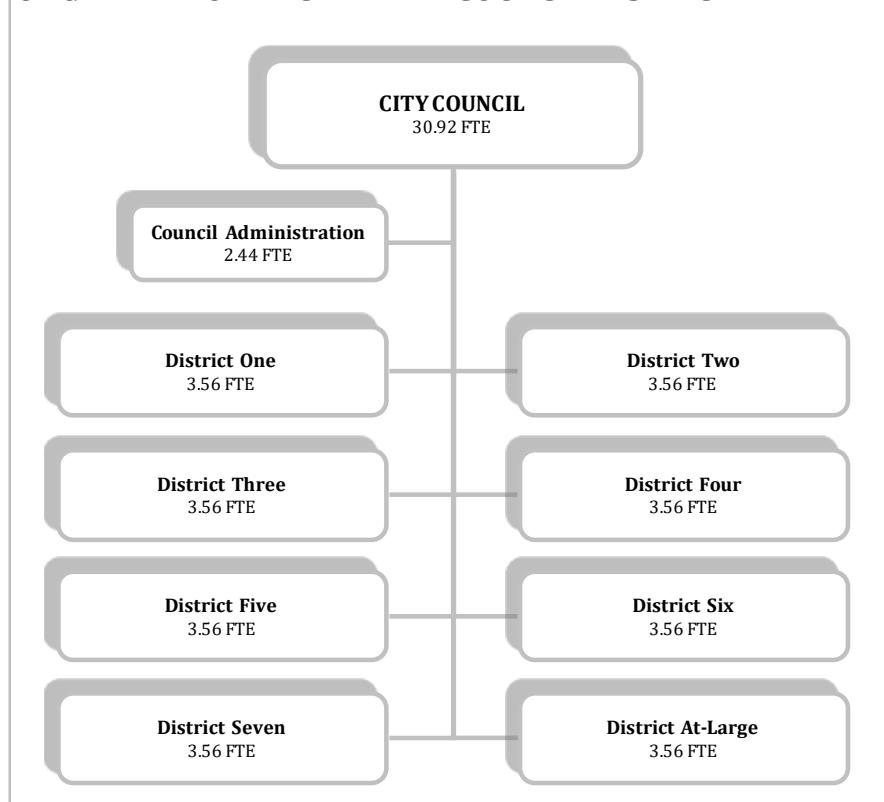 CITY COUNCIL
30.92 FTE
Council Administration
2.44 FTE
District One
3.56 FTE
District Two
3.56 FTE
District Three
3.56 FTE
District Four
3.56 FTE
District Five
3.56 FTE
District Six
3.56 FTE
District Seven
3.56 FTE
District At-Large
3.56 FTE